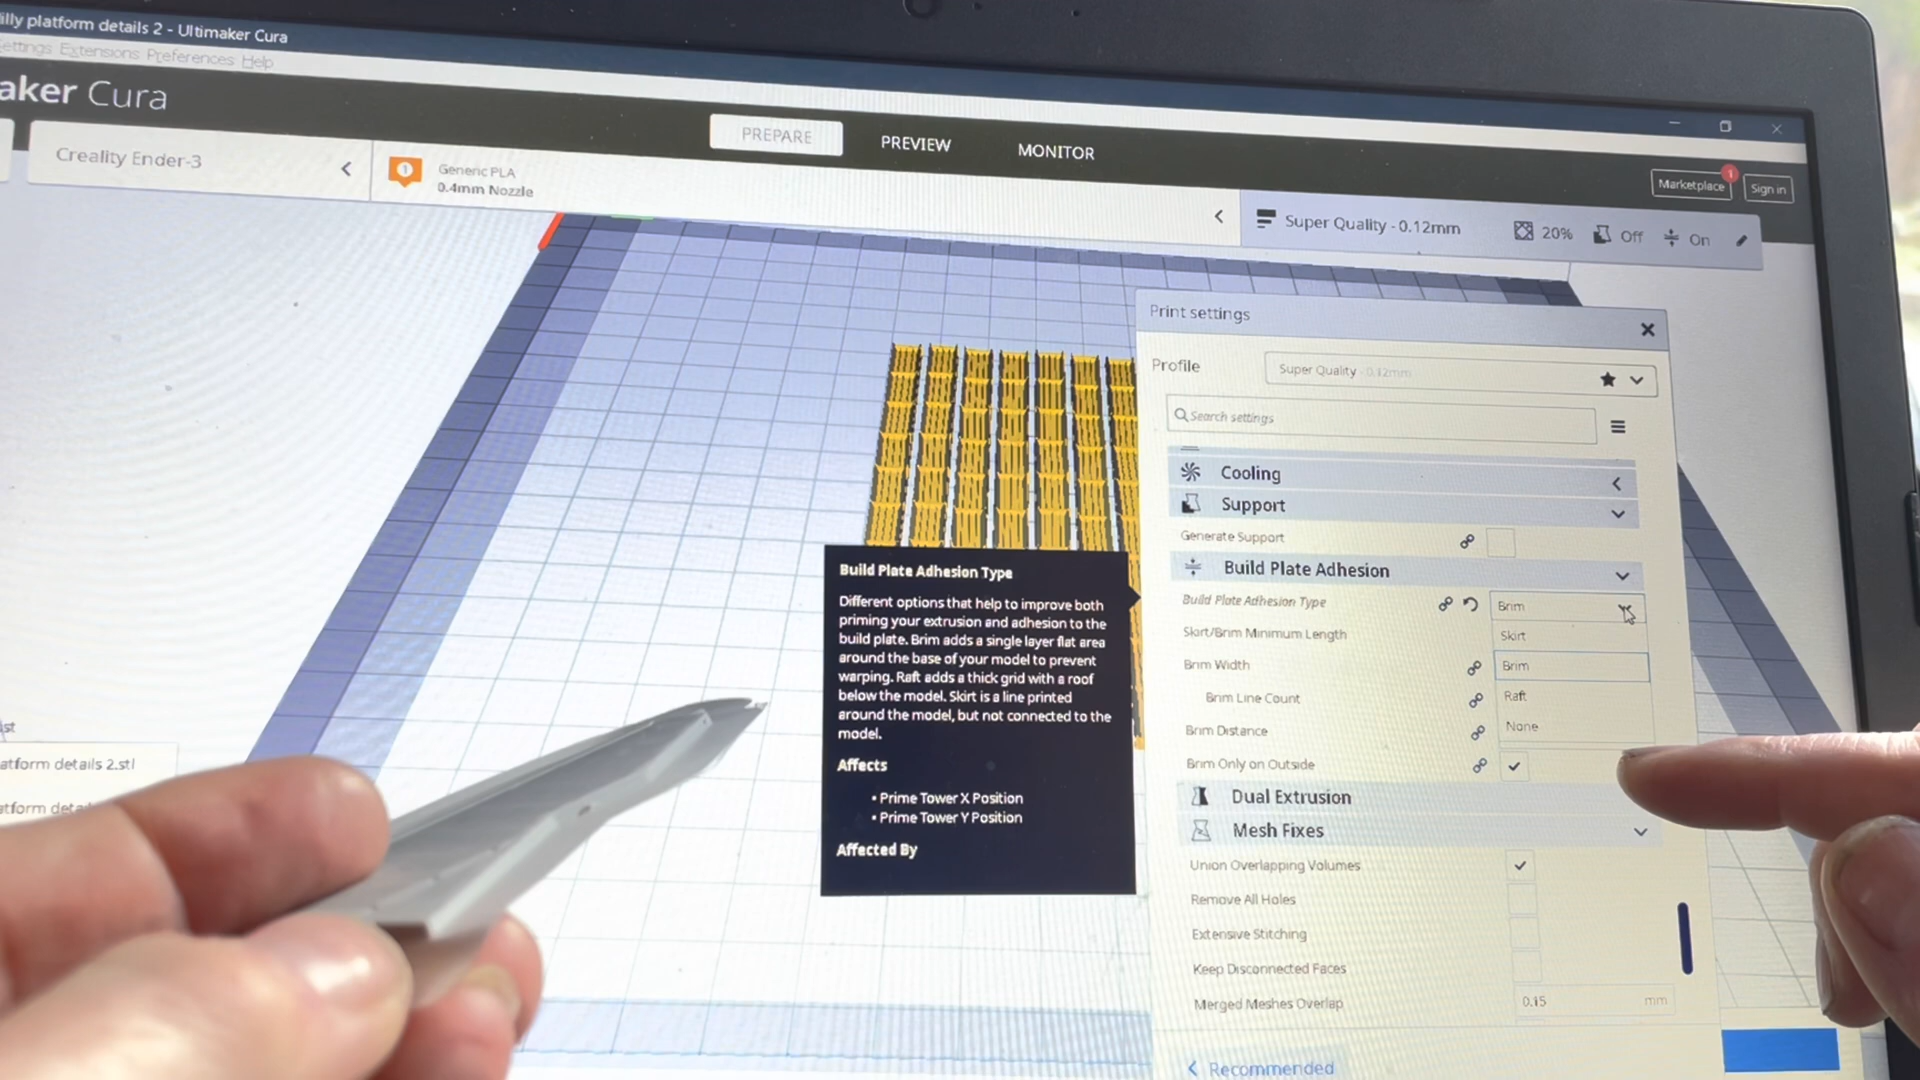 illy platform details 2 - Ultimaker Cura
Settings Extensions Preferences Help
aker Cura
PREPARE
PREVIEW
MONITOR
Marketplace
1
Sign in
Creality Ender-3
1
Generic PLA
0.4mm Nozzle
Super Quality - 0.12mm
20%
Off
On
Print settings
Profile
Super Quality - 0.12mm
Search settings
Cooling
Support
Generate Support
Build Plate Adhesion
Build Plate Adhesion Type
Brim
Skirt/Brim Minimum Length
Skirt
Brim Width
Brim
Brim Line Count
Raft
Brim Distance
None
Brim Only on Outside
Dual Extrusion
Mesh Fixes
Union Overlapping Volumes
Remove All Holes
Extensive Stitching
Keep Disconnected Faces
Merged Meshes Overlap
0.15 mm
Recommended
Build Plate Adhesion Type
Different options that help to improve both
priming your extrusion and adhesion to the
build plate. Brim adds a single layer flat area
around the base of your model to prevent
warping. Raft adds a thick grid with a roof
below the model. Skirt is a line printed
around the model, but not connected to the
model.
Affects
• Prime Tower X Position
• Prime Tower Y Position
Affected By
st
atform details 2.stl
atform deta